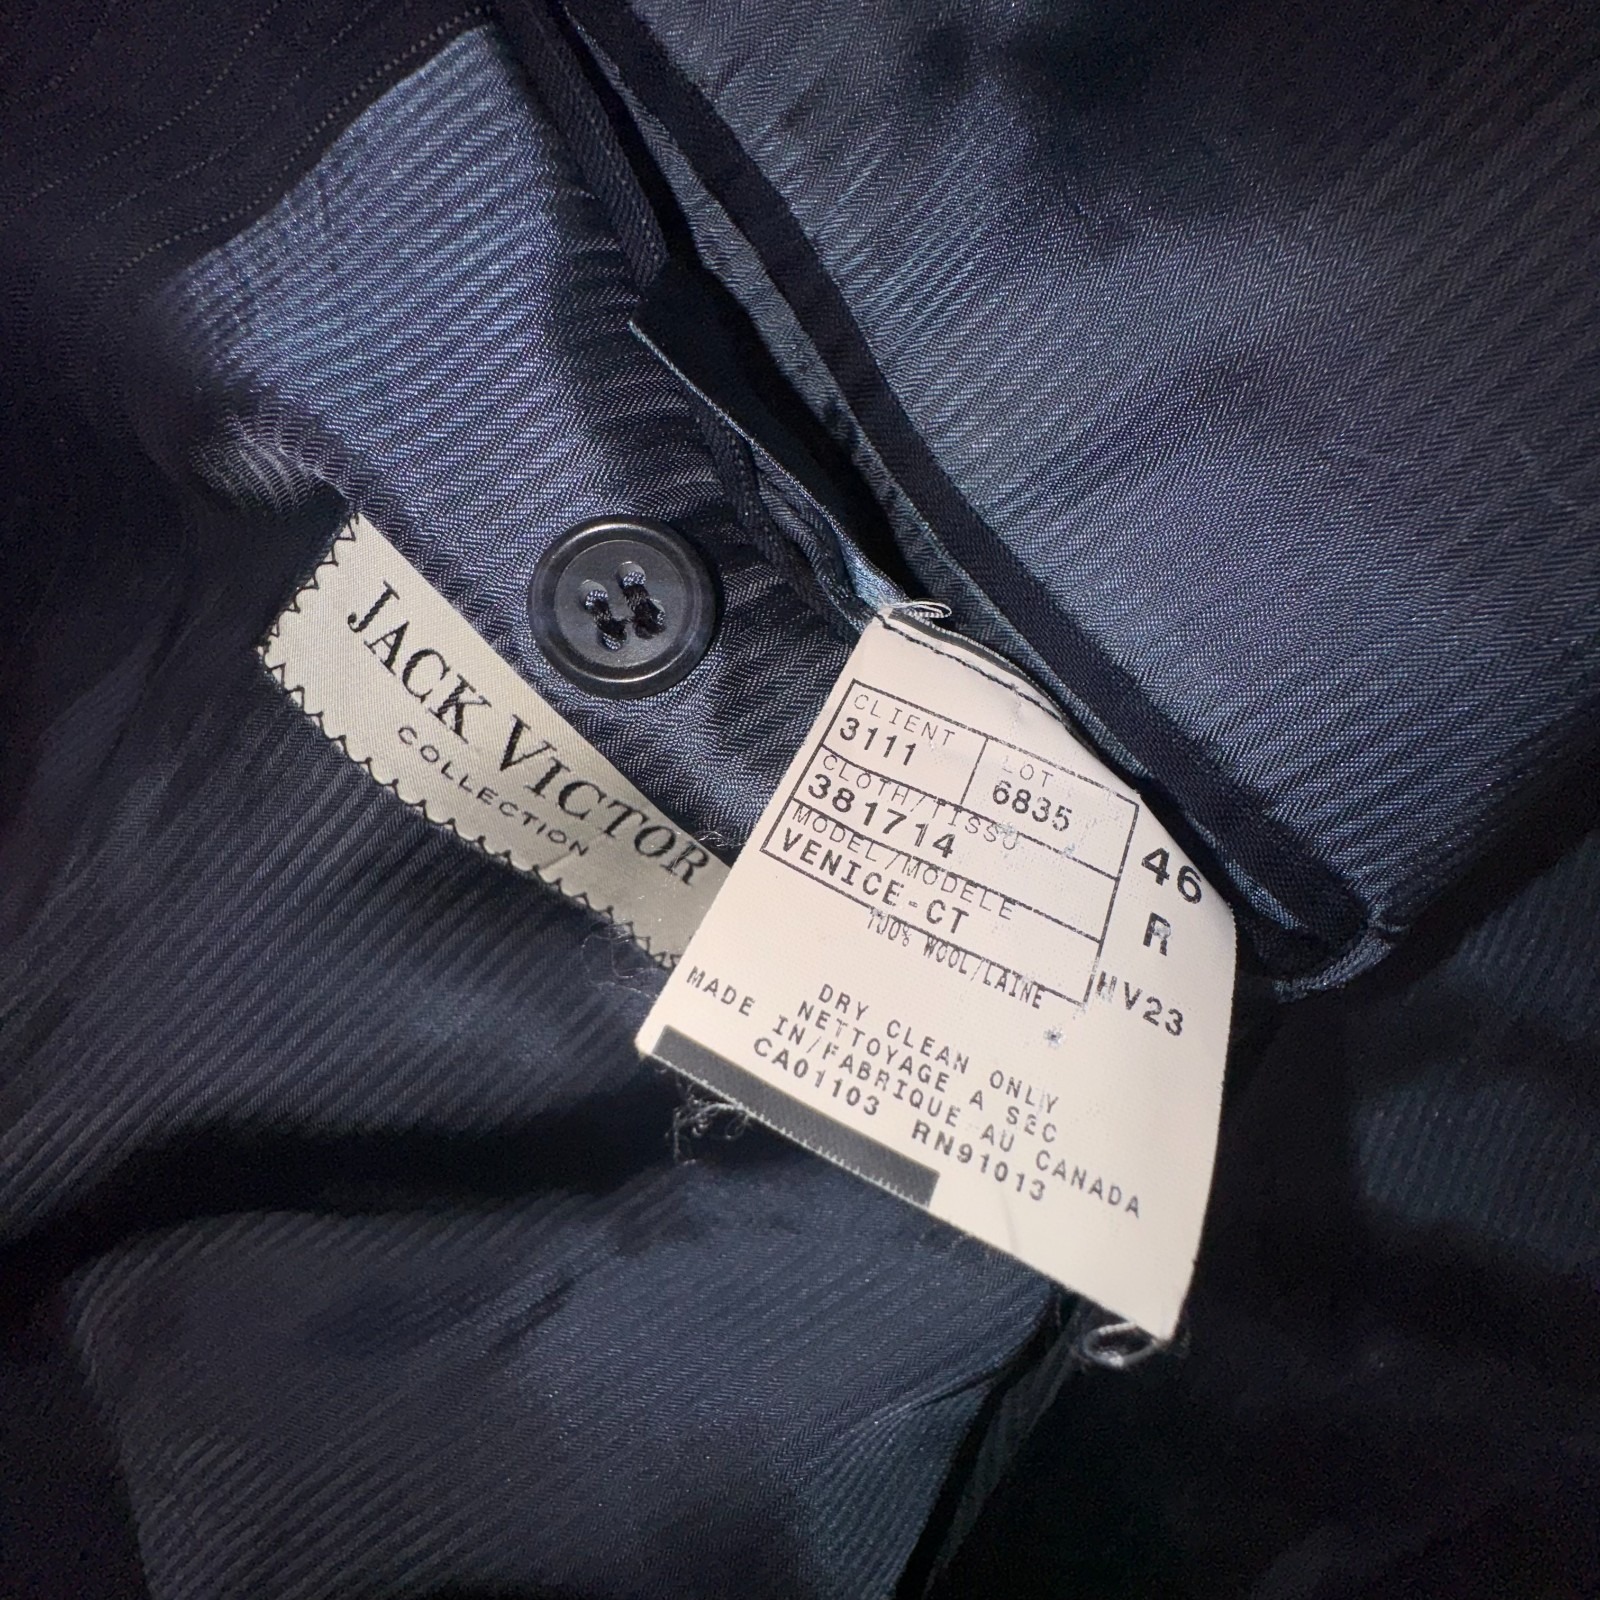 JACK VICTOR
COLLECTION
CLIENT
3111
LOT
6835
CLOTH/TISSU
381714
MODEL/MODELE
VENICE-CT
100% WOOL/LAINE
46
R
HV23
DRY CLEAN ONLY
NETTOYAGE A SEC
MADE IN/FABRIQUE AU CANADA
CA01103 RN91013